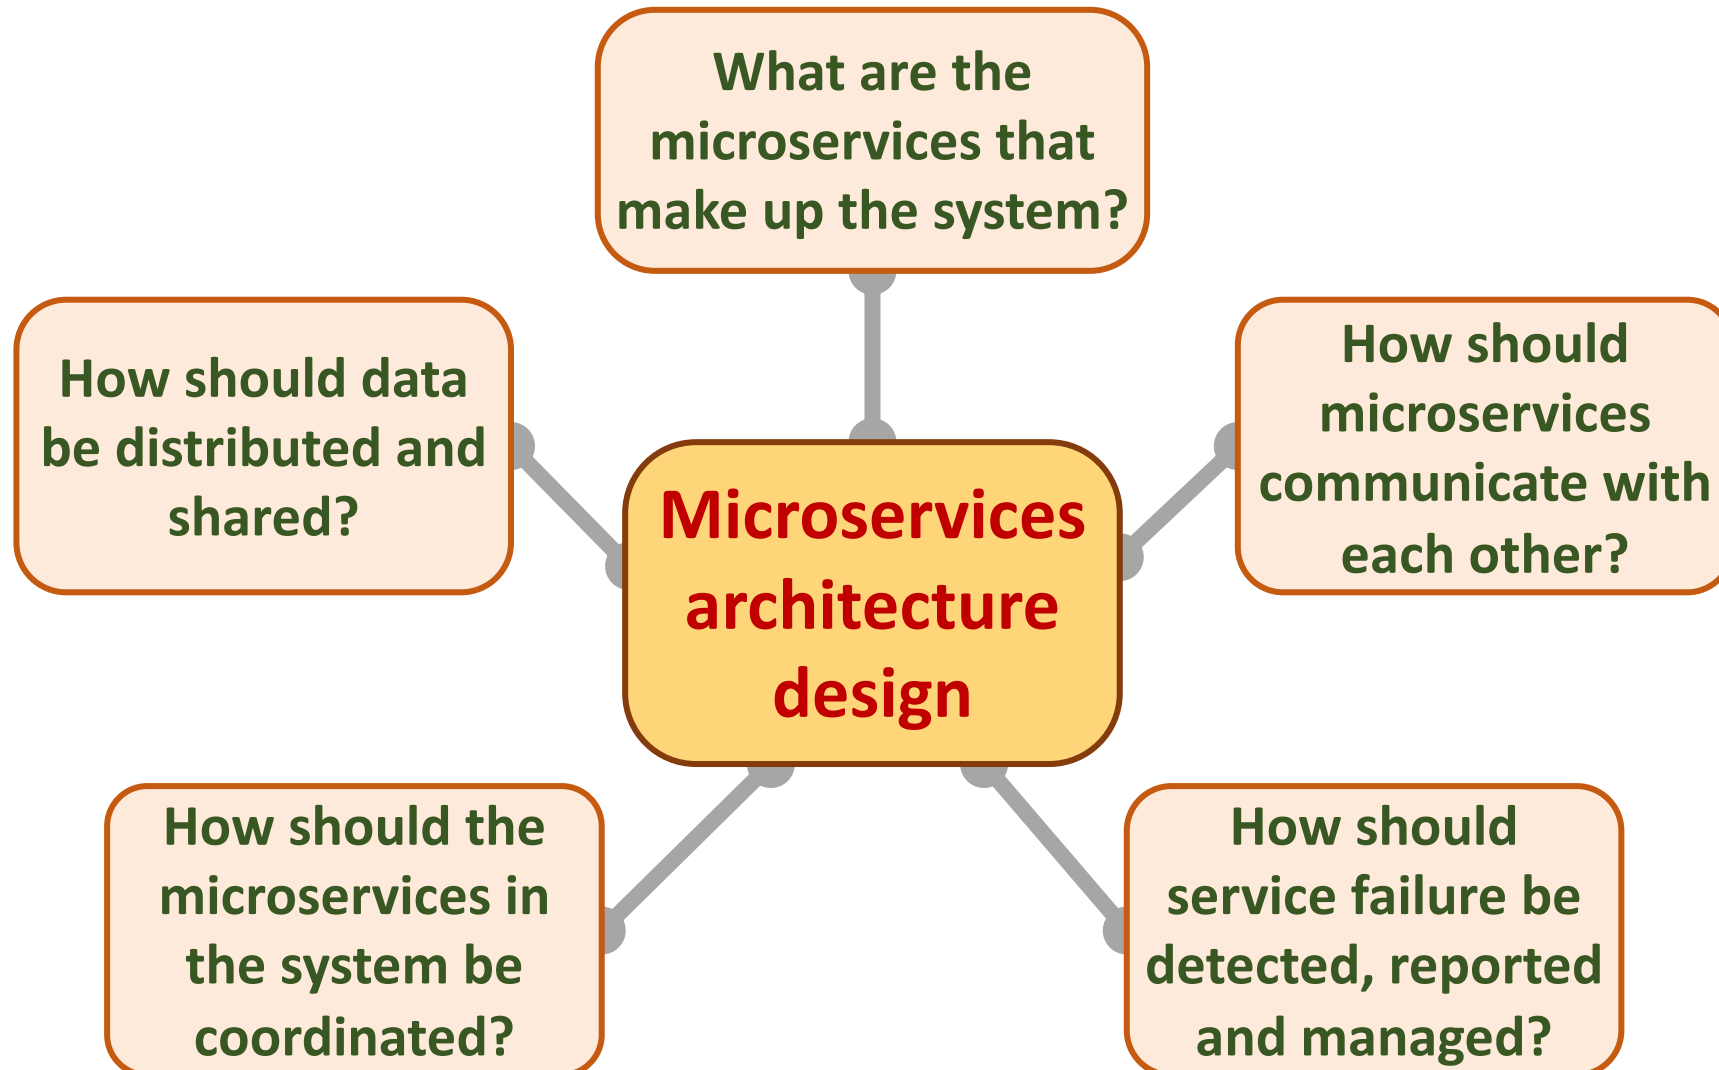 What are the
microservices that
make up the system?
How should data
be distributed and
shared?
How should
microservices
communicate with
each other?
Microservices
architecture
design
How should the
microservices in
the system be
coordinated?
How should
service failure be
detected, reported
and managed?